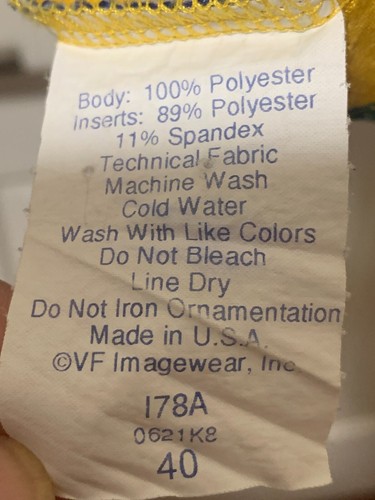 Body: 100% Polyester
Inserts: 89% Polyester
11% Spandex
Technical Fabric
Machine Wash
Cold Water
Wash With Like Colors
Do Not Bleach
Line Dry
Do Not Iron Ornamentation
Made in U.S.A.
©VF Imagewear, Inc
I78A
0621K8
40